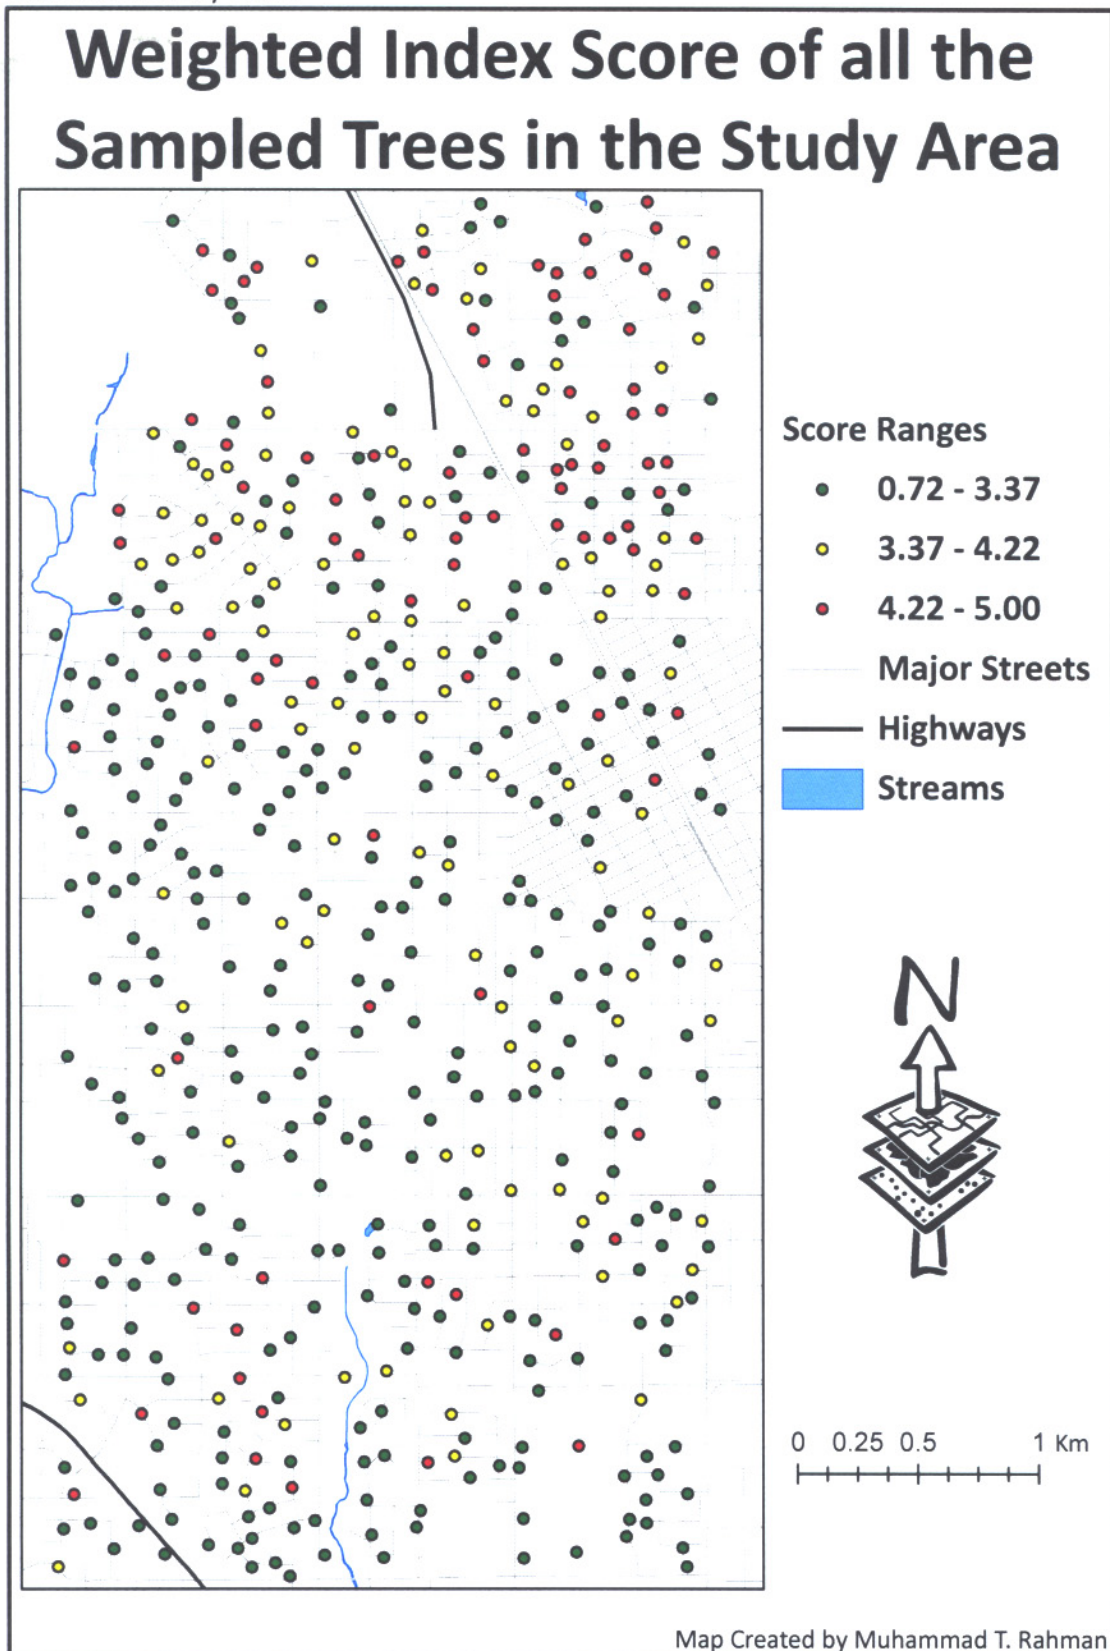 Weighted Index Score of all the
Sampled Trees in the Study Area
Score Ranges
0.72 - 3.37
3.37 - 4.22
4.22 - 5.00
Major Streets
Highways
Streams
N
0 0.25 0.5 1 Km
Map Created by Muhammad T. Rahman